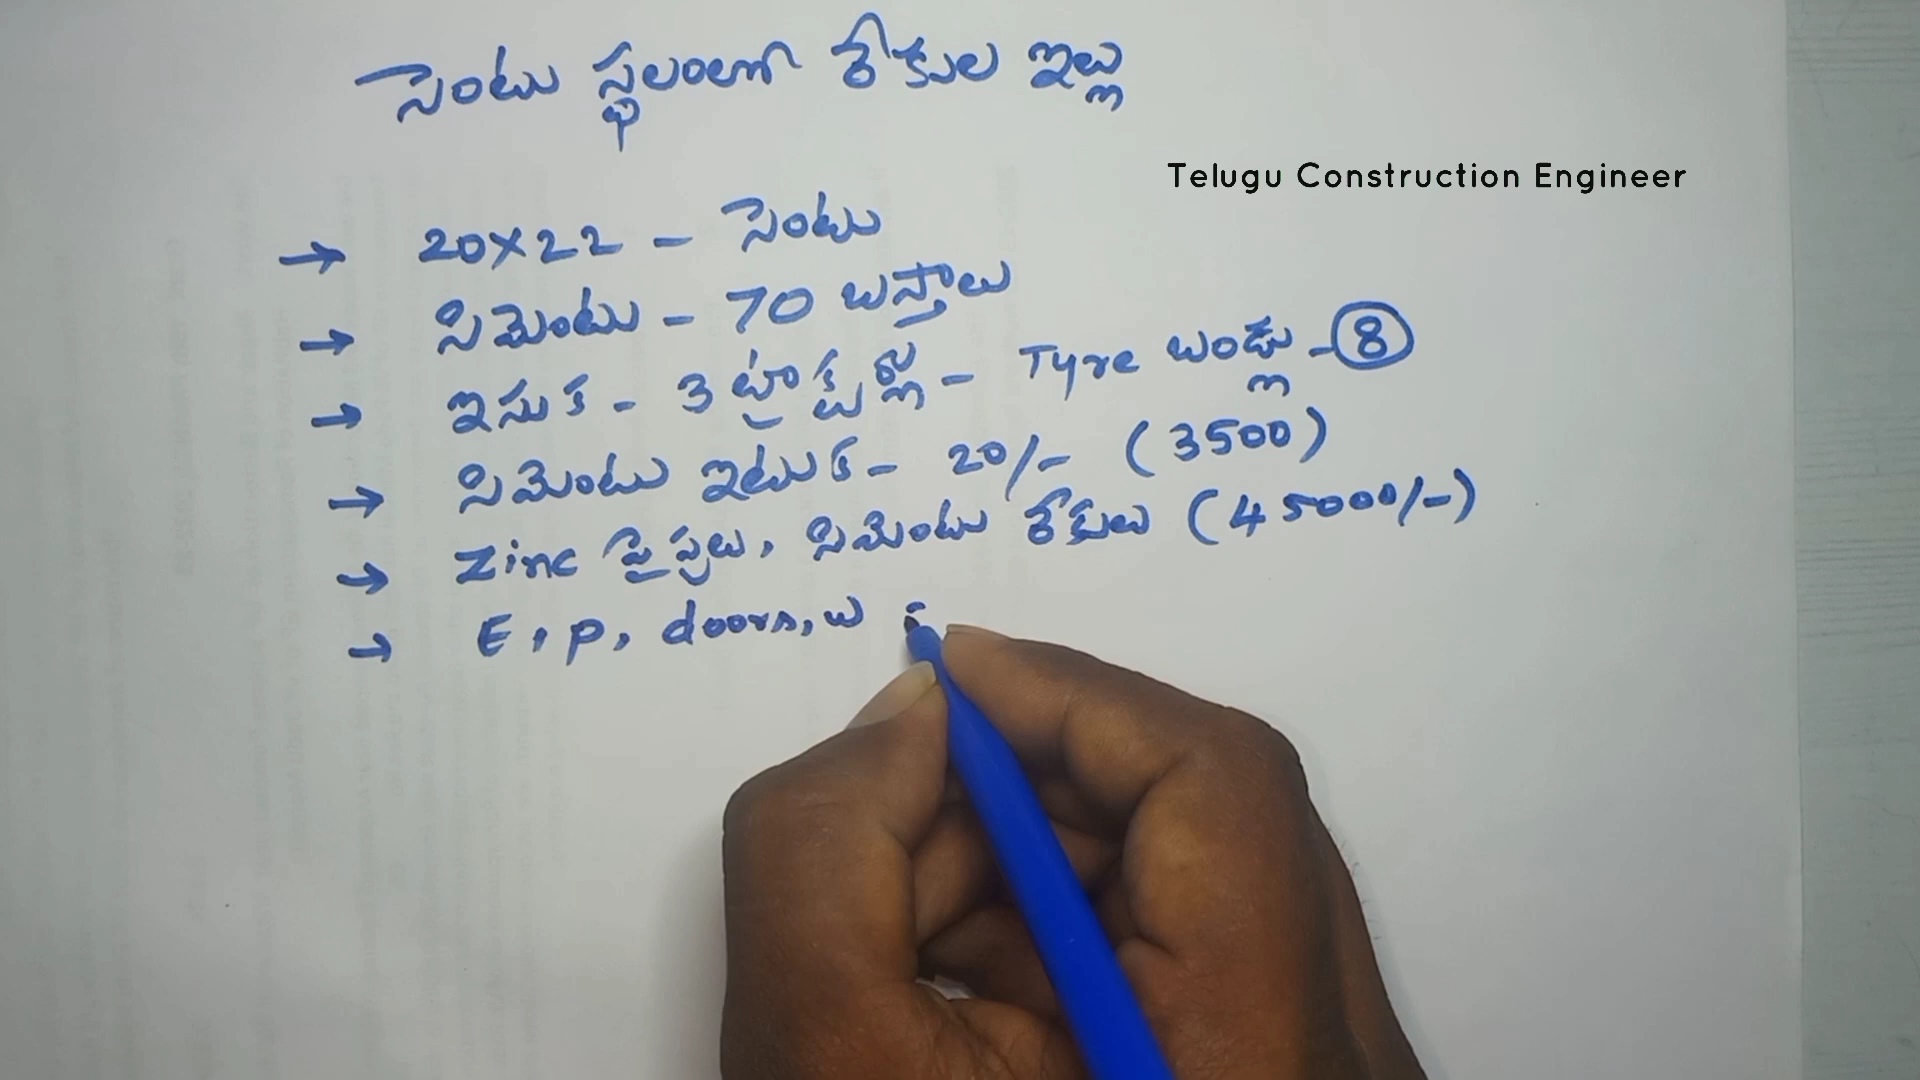 సెంటు స్థలంలో రేకుల ఇల్లు
Telugu Construction Engineer
→ 20×22 - సెంటు
→ సిమెంటు - 70 బస్తాలు
→ ఇసుక - 3 ట్రాక్టర్లు - Tyre బండ్లు - 8
→ సిమెంటు ఇటుక - 20/- (3500)
→ Zinc పైపులు, సిమెంటు రేకులు (45000/-)
→ E, P, doors, w